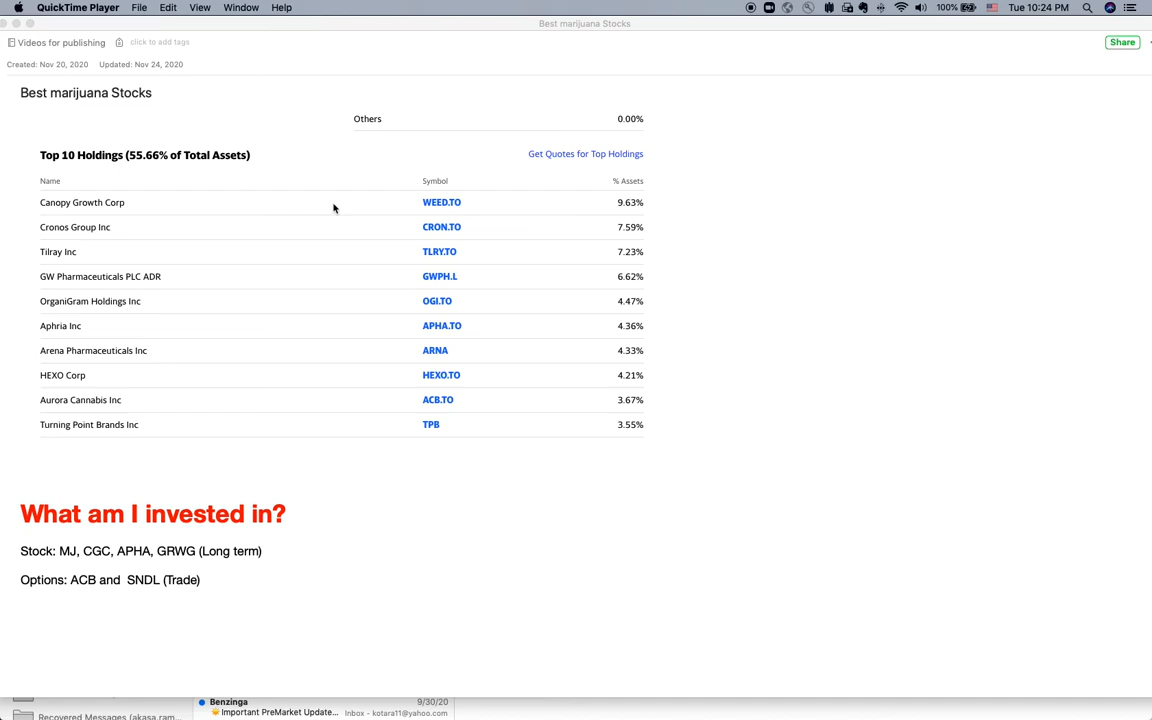 QuickTime Player File Edit View Window Help 100% Tue 10:24 PM
Best marijuana Stocks
Videos for publishing click to add tags Share
Created: Nov 20, 2020 Updated: Nov 24, 2020
Best marijuana Stocks
Others 0.00%
Top 10 Holdings (55.66% of Total Assets) Get Quotes for Top Holdings
Name Symbol % Assets
Canopy Growth Corp WEED.TO 9.63%
Cronos Group Inc CRON.TO 7.59%
Tilray Inc TLRY.TO 7.23%
GW Pharmaceuticals PLC ADR GWPH.L 6.62%
OrganiGram Holdings Inc OGI.TO 4.47%
Aphria Inc APHA.TO 4.36%
Arena Pharmaceuticals Inc ARNA 4.33%
HEXO Corp HEXO.TO 4.21%
Aurora Cannabis Inc ACB.TO 3.67%
Turning Point Brands Inc TPB 3.55%
What am I invested in?
Stock: MJ, CGC, APHA, GRWG (Long term)
Options: ACB and SNDL (Trade)
Benzinga 9/30/20
Recovered Messages (akasa.ram... Important PreMarket Update... Inbox - kotara11@yahoo.com